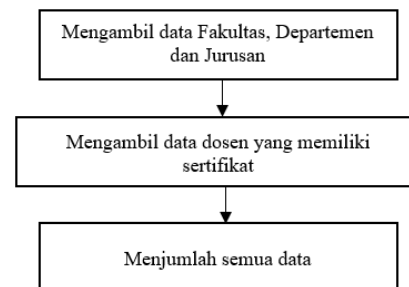 Mengambil data Fakultas, Departemen
dan Jurusan
Mengambil data dosen yang memiliki
sertifikat
Menjumlah semua data